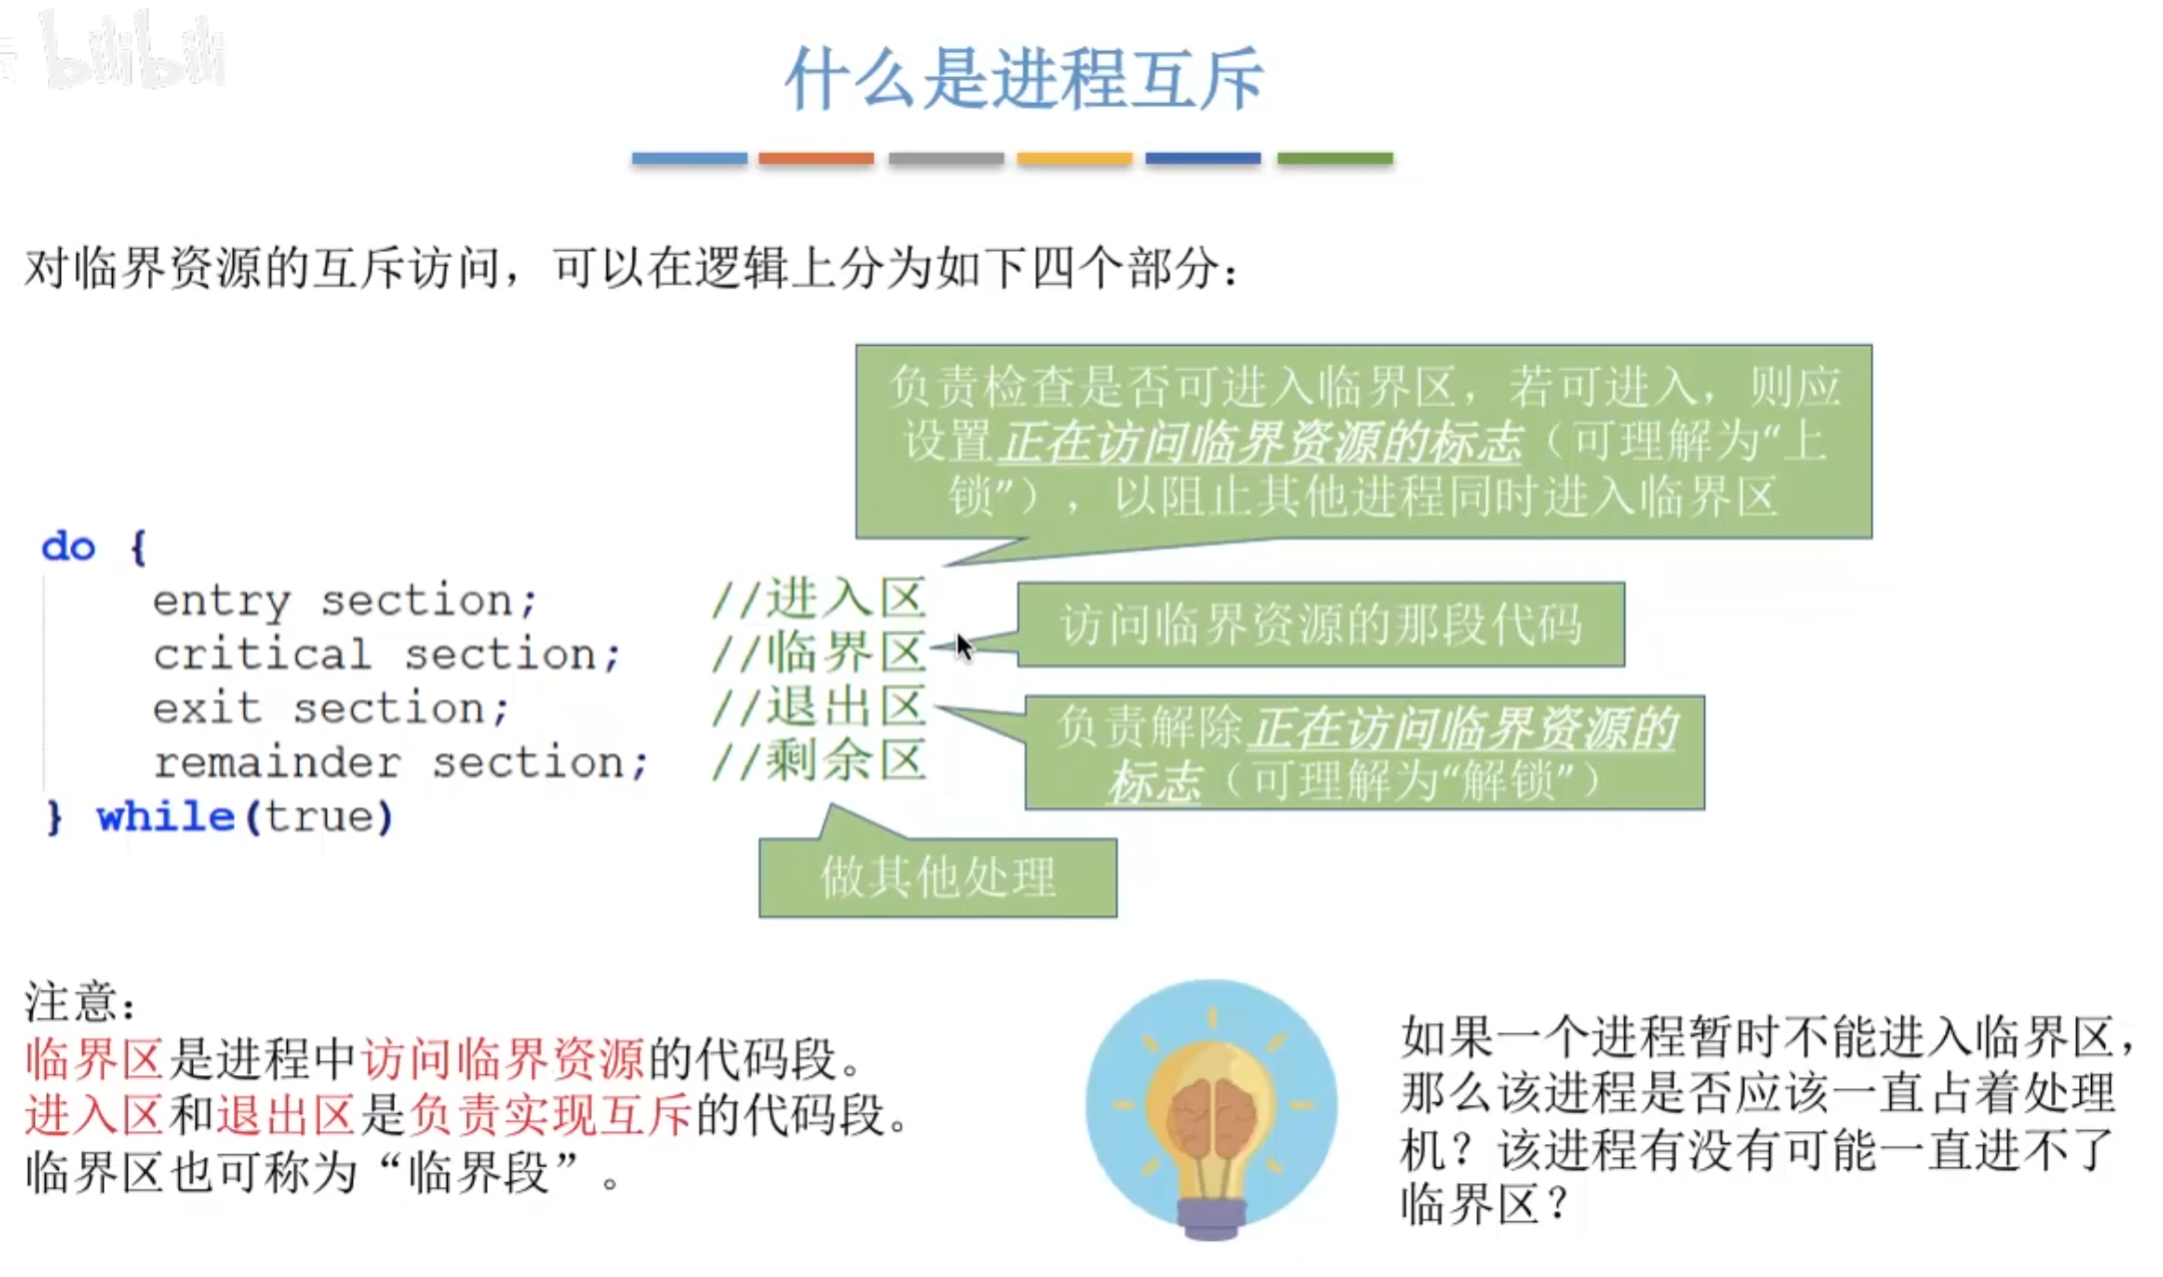 bilibili
什么是进程互斥
对临界资源的互斥访问，可以在逻辑上分为如下四个部分：
负责检查是否可进入临界区，若可进入，则应
设置正在访问临界资源的标志（可理解为“上
锁”），以阻止其他进程同时进入临界区
do {
entry section; //进入区
critical section; //临界区
exit section; //退出区
remainder section; //剩余区
} while(true)
访问临界资源的那段代码
负责解除正在访问临界资源的
标志（可理解为“解锁”）
做其他处理
注意：
临界区是进程中访问临界资源的代码段。
进入区和退出区是负责实现互斥的代码段。
临界区也可称为“临界段”。
如果一个进程暂时不能进入临界区，
那么该进程是否应该一直占着处理
机？该进程有没有可能一直进不了
临界区？